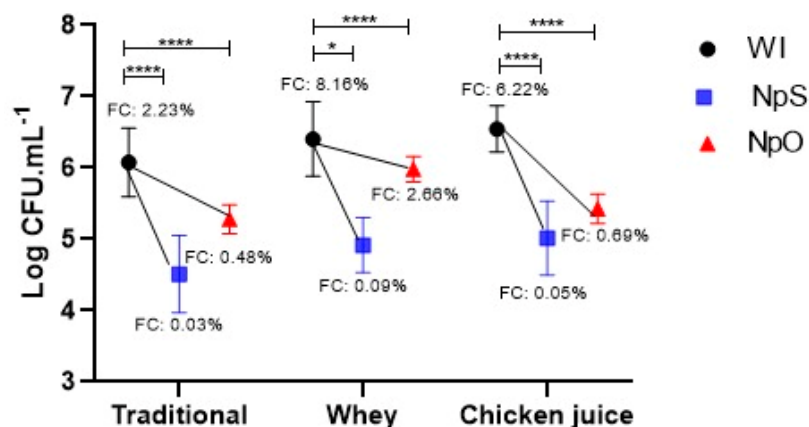 8
7
6
5
4
3
Log CFU.mL⁻¹
**** **** ****
**** * ****
FC: 2.23% FC: 8.16% FC: 6.22%
FC: 0.48% FC: 2.66% FC: 0.69%
FC: 0.03% FC: 0.09% FC: 0.05%
Traditional Whey Chicken juice
WI
NpS
NpO